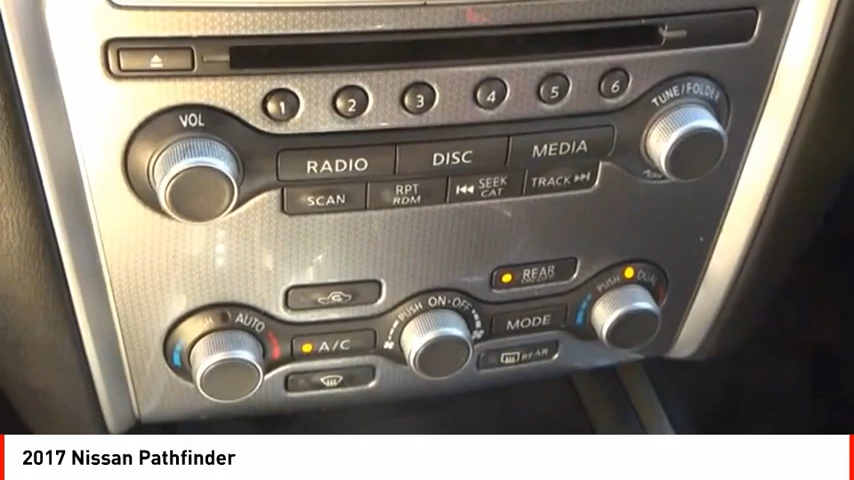 1 2 3 4 5 6
VOL
TUNE/FOLDER
RADIO DISC MEDIA
SCAN RPT RDM SEEK CAT TRACK
REAR
AUTO PUSH ON·OFF PUSH DUAL
A/C MODE
REAR
2017 Nissan Pathfinder